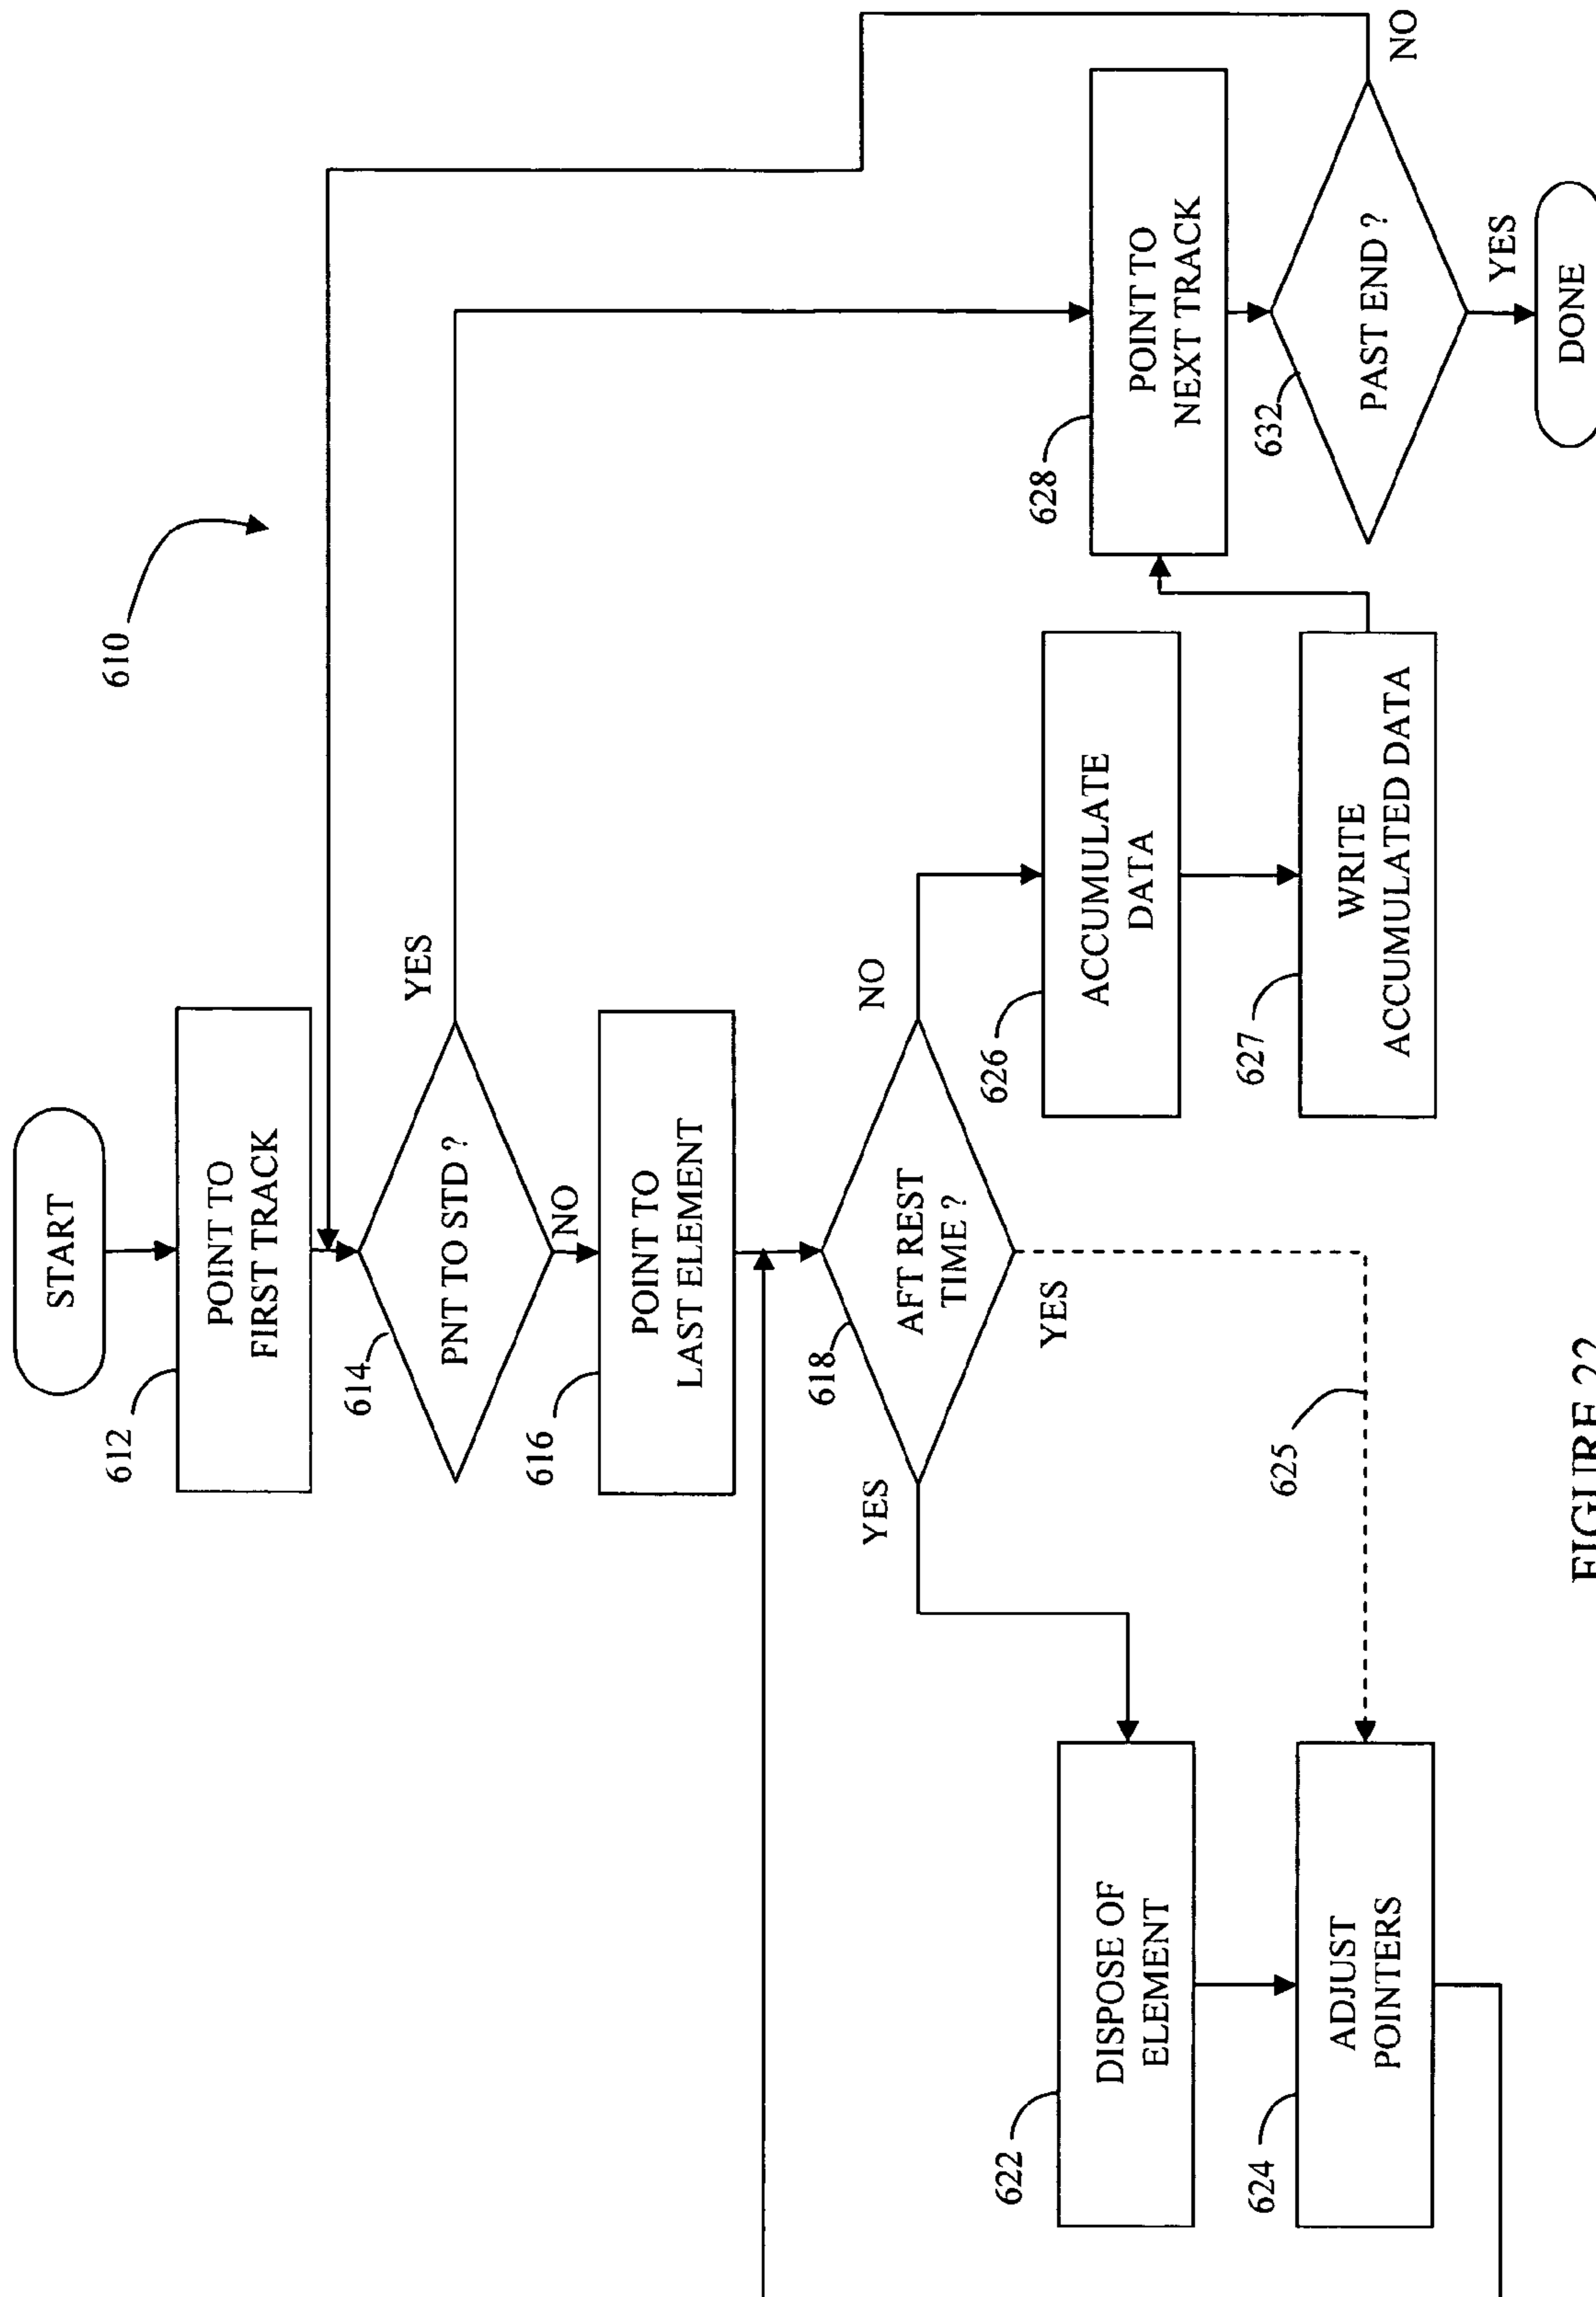 610
START
612
POINT TO
FIRST TRACK
614
PNT TO STD ?
YES
NO
616
POINT TO
LAST ELEMENT
618
AFT REST
TIME ?
YES
YES
NO
625
622
DISPOSE OF
ELEMENT
624
ADJUST
POINTERS
626
ACCUMULATE
DATA
627
WRITE
ACCUMULATED DATA
628
POINT TO
NEXT TRACK
632
PAST END ?
NO
YES
DONE
FIGURE 22